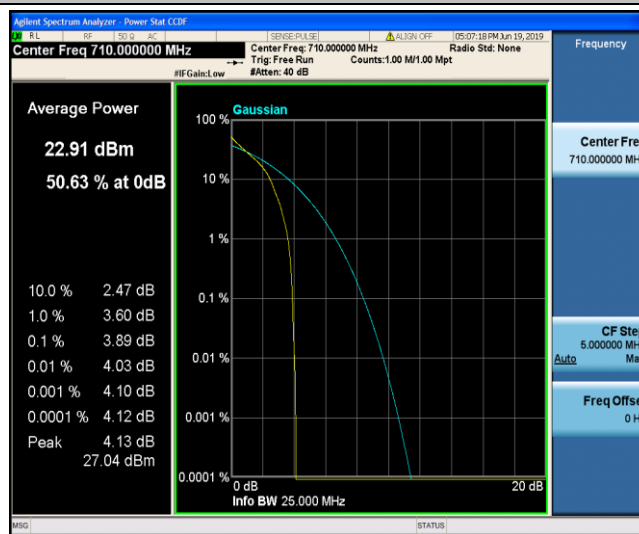 Agilent Spectrum Analyzer - Power Stat CCDF
RL RF 50 Ω AC SENSE:PULSE ALIGN OFF 05:07:18 PM Jun 19, 2019
Center Freq 710.000000 MHz
Center Freq: 710.000000 MHz Radio Std: None
Trig: Free Run Counts:1.00 M/1.00 Mpt
#IFGain:Low #Atten: 40 dB
Frequency
Average Power
22.91 dBm
50.63 % at 0dB
10.0 % 2.47 dB
1.0 % 3.60 dB
0.1 % 3.89 dB
0.01 % 4.03 dB
0.001 % 4.10 dB
0.0001 % 4.12 dB
Peak 4.13 dB
27.04 dBm
Gaussian
100 %
10 %
1 %
0.1 %
0.01 %
0.001 %
0.0001 %
0 dB 20 dB
Info BW 25.000 MHz
Center Fre
710.000000 MH
CF Ste
5.000000 MH
Auto Ma
Freq Offse
0 H
MSG STATUS